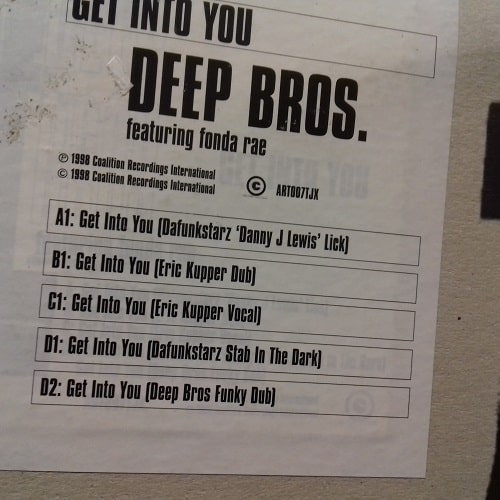 GET INTO YOU
DEEP BROS.
featuring fonda rae
℗ 1998 Coalition Recordings International
© 1998 Coalition Recordings International
© ART0071JX
A1: Get Into You (Dafunkstarz 'Danny J Lewis' Lick)
B1: Get Into You (Eric Kupper Dub)
C1: Get Into You (Eric Kupper Vocal)
D1: Get Into You (Dafunkstarz Stab In The Dark)
D2: Get Into You (Deep Bros Funky Dub)